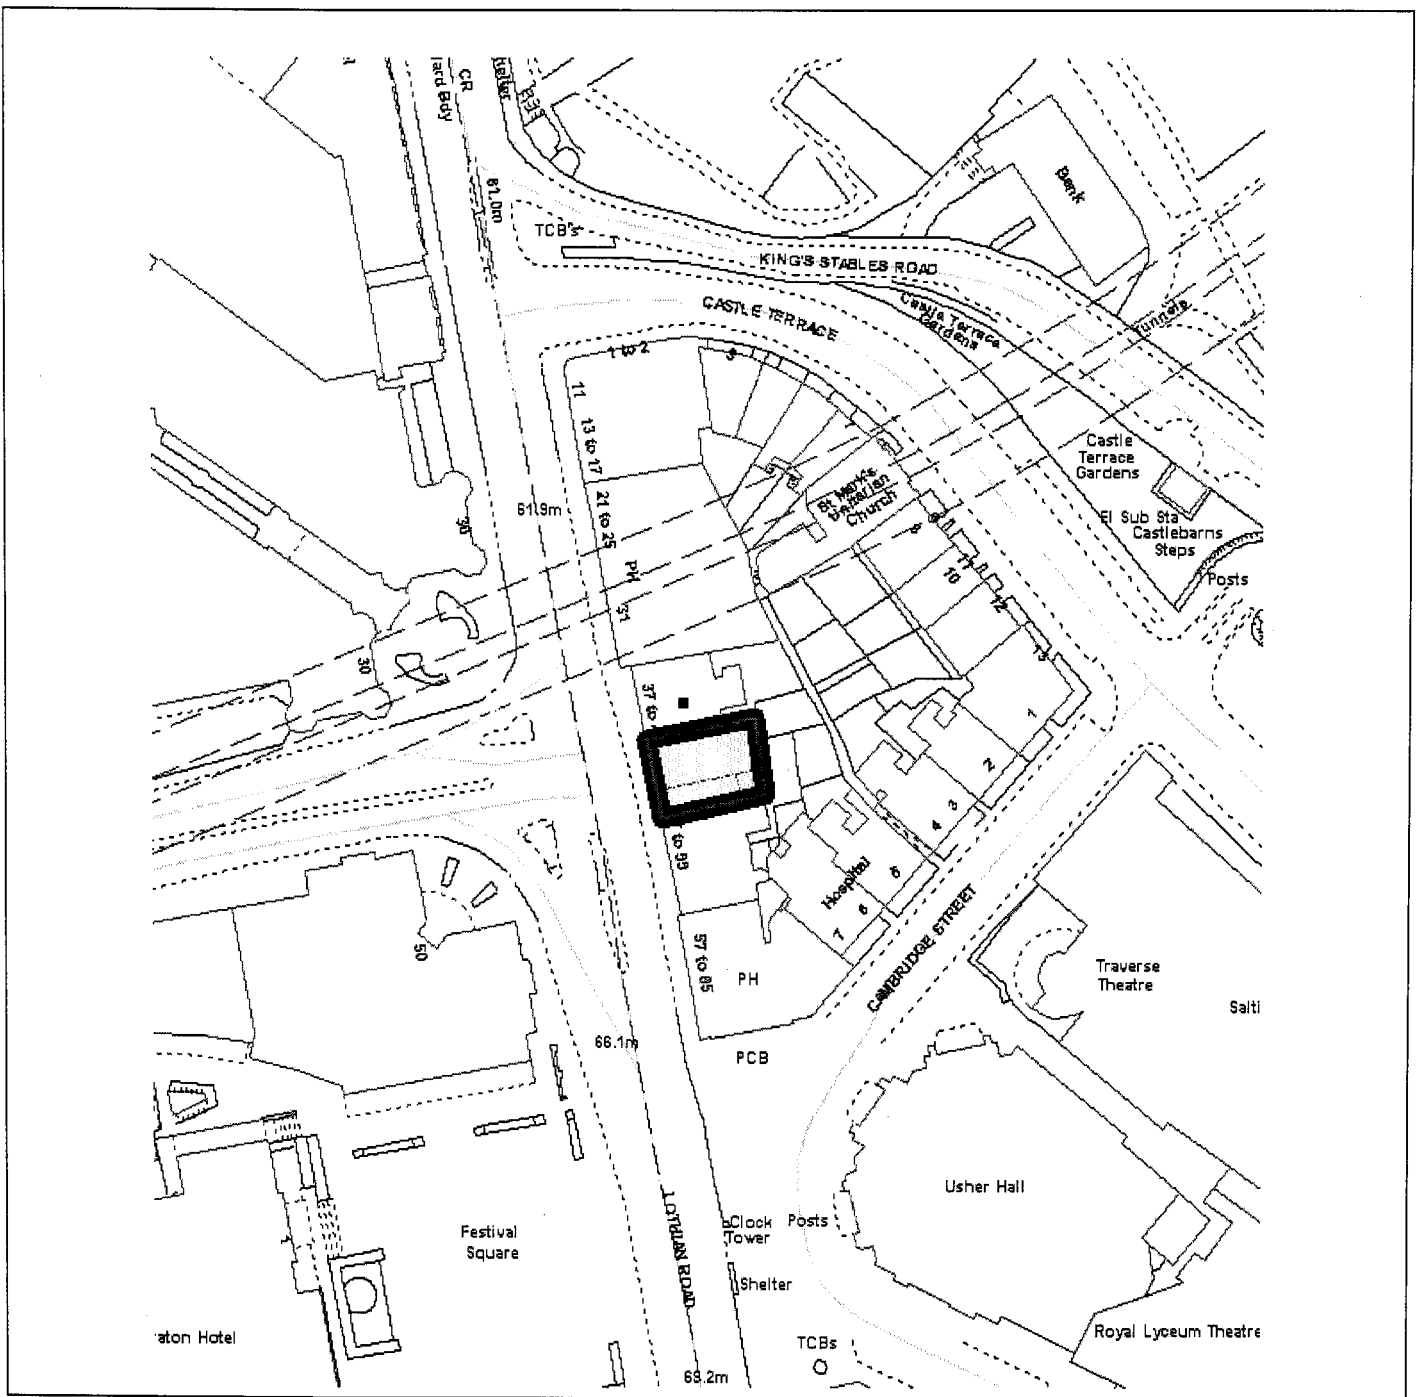 CR
61.0m
TCB's
Bank
KING'S STABLES ROAD
CASTLE TERRACE
Castle Terrace
Gardens
Tunnels
1 to 2
11
13 to 17
Castle
Terrace
Gardens
21 to 25
61.9m
30
St Mark's
Unitarian
Church
El Sub Sta
Castlebarns
Steps
Posts
8
9
10
11
12
13
PH
31
30
37 to
1
2
3
4
5
6
7
Hospital
CAMBRIDGE STREET
50
57 to 65
PH
Traverse
Theatre
Salti
66.1m
PCB
Usher Hall
Festival
Square
LOTHIAN ROAD
Clock
Tower
Posts
Shelter
raton Hotel
TCBs
Royal Lyceum Theatre
69.2m